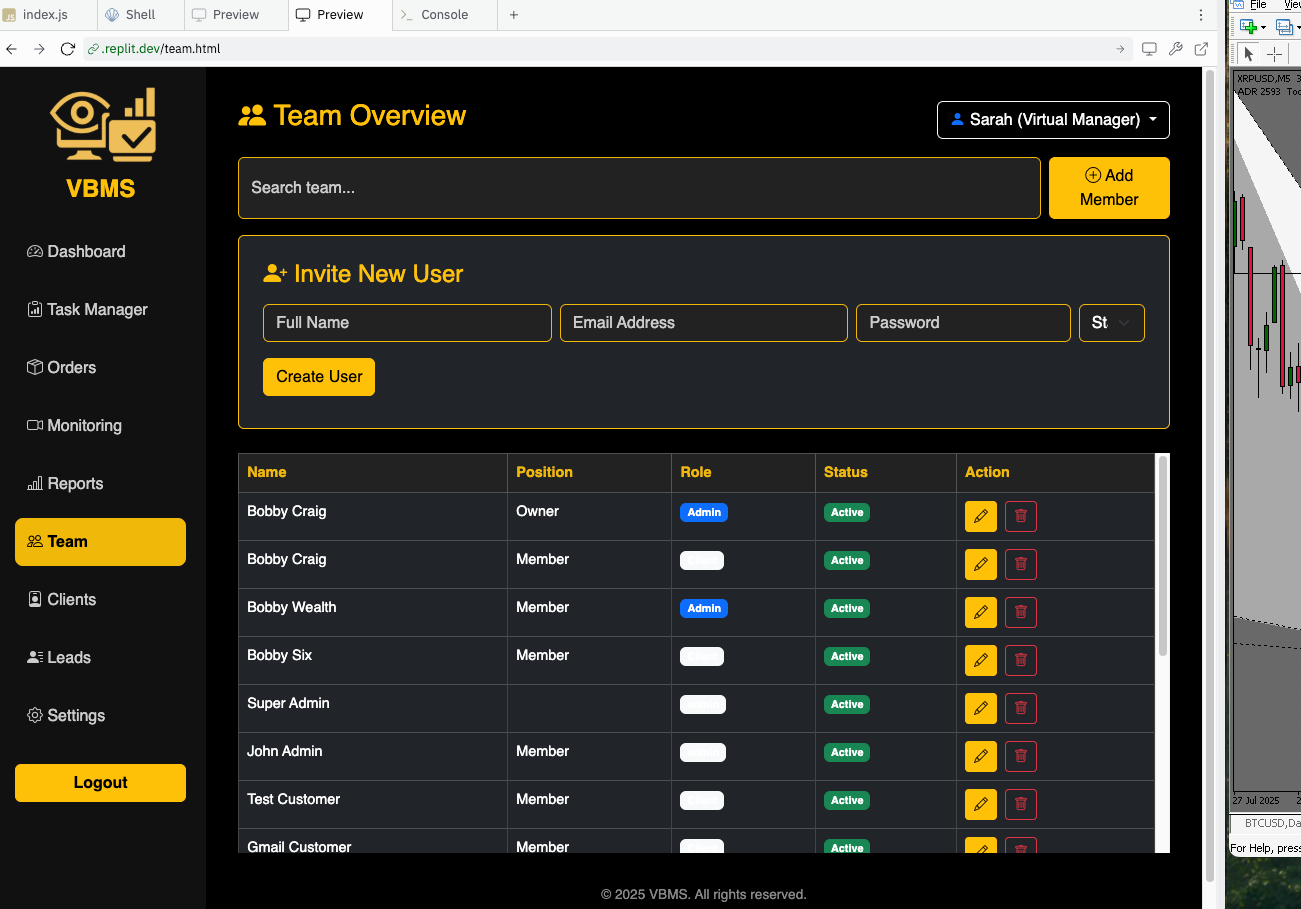 index.js
Shell
Preview
Preview
Console
.replit.dev/team.html
VBMS
Dashboard
Task Manager
Orders
Monitoring
Reports
Team
Clients
Leads
Settings
Logout
Team Overview
Sarah (Virtual Manager)
Search team...
Add
Member
Invite New User
Full Name
Email Address
Password
St
Create User
Name Position Role Status Action
Bobby Craig Owner Admin Active
Bobby Craig Member Active
Bobby Wealth Member Admin Active
Bobby Six Member Active
Super Admin Active
John Admin Member Active
Test Customer Member Active
Gmail Customer Member Active
© 2025 VBMS. All rights reserved.
File
XRPUSD,M5
ADR 2593
27 Jul 2025
BTCUSD,Da
For Help, press